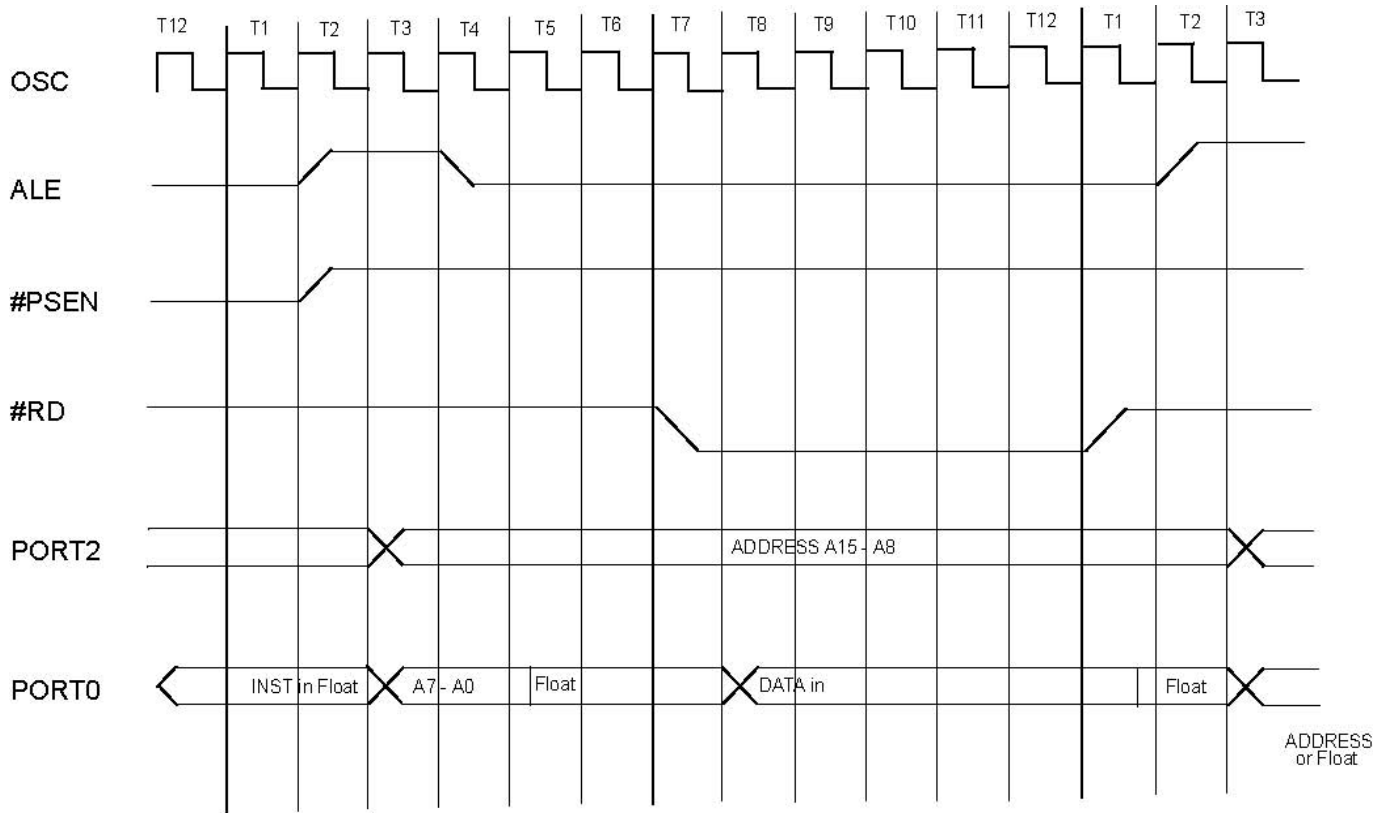 T12 T1 T2 T3 T4 T5 T6 T7 T8 T9 T10 T11 T12 T1 T2 T3
OSC
ALE
#PSEN
#RD
PORT2 ADDRESS A15 - A8
PORT0 INST in Float A7 - A0 Float DATA in Float
ADDRESS
or Float